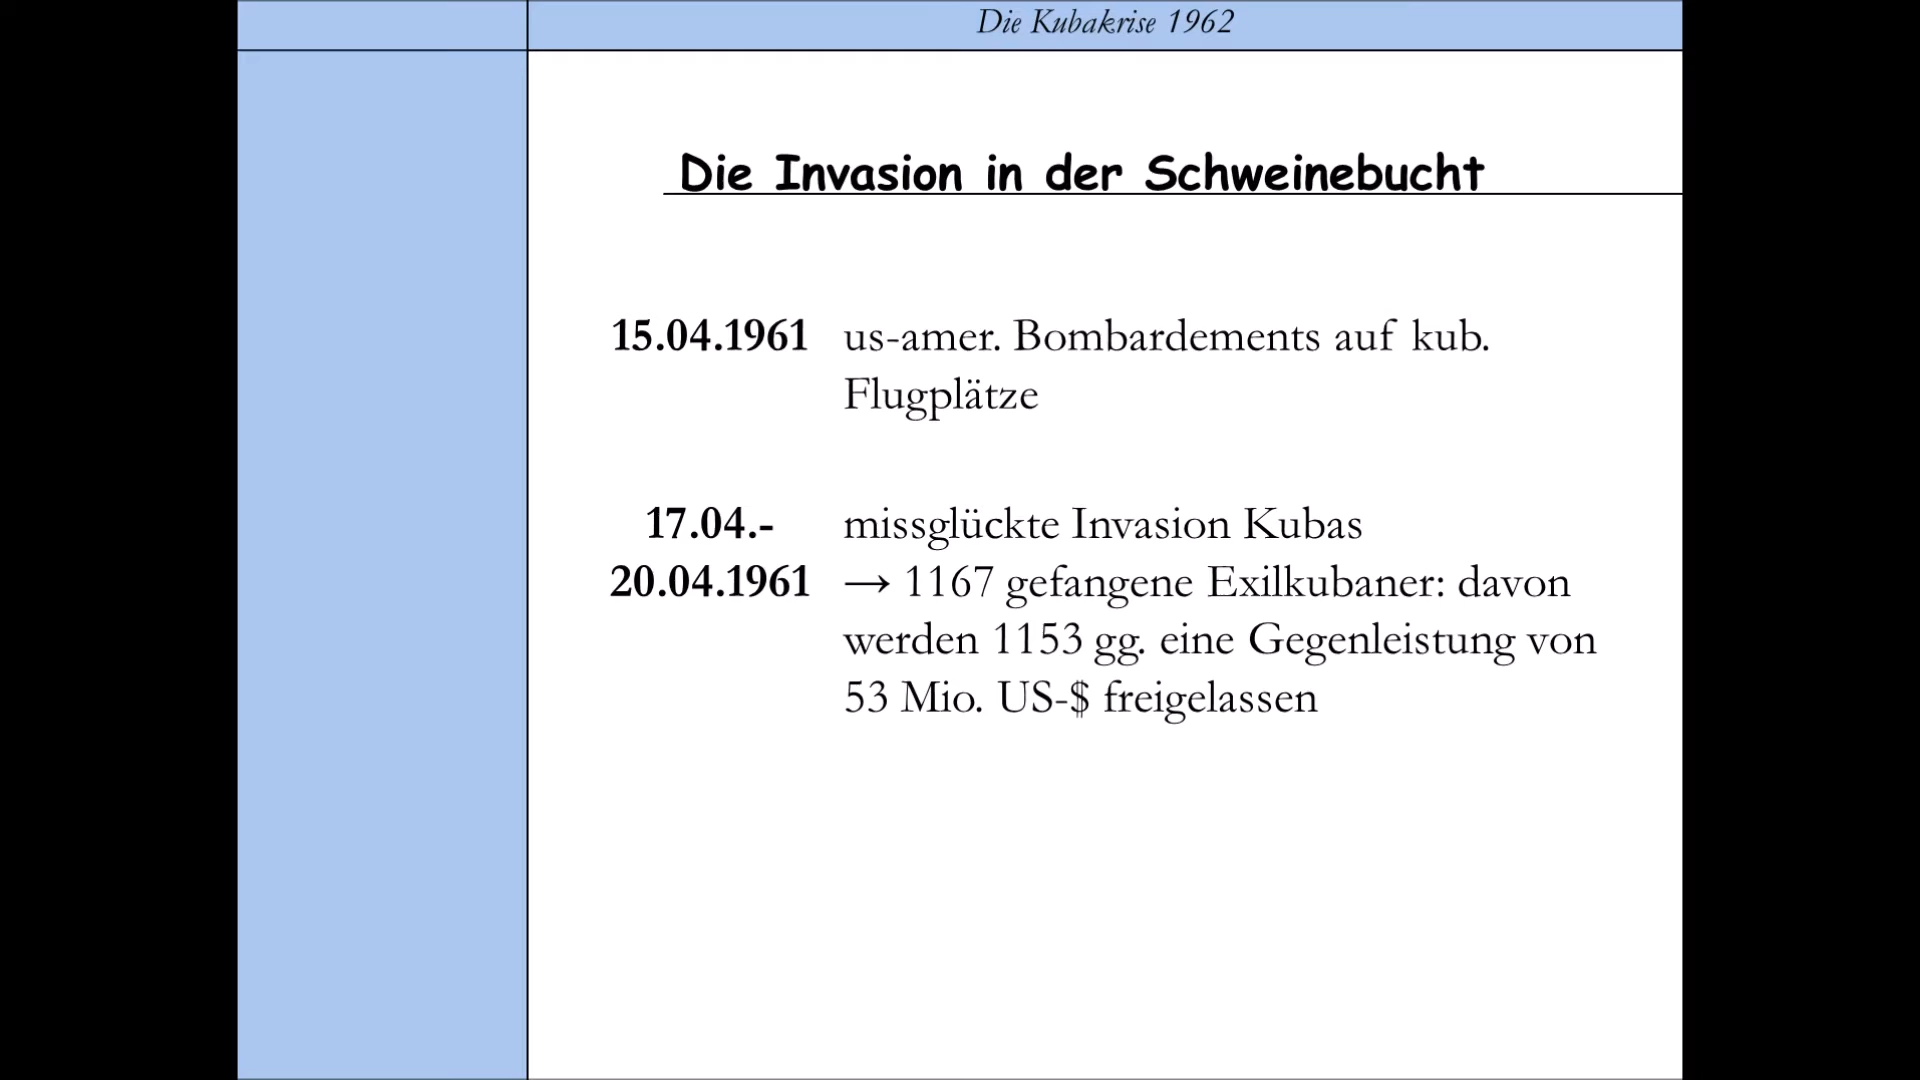 Die Kubakrise 1962
Die Invasion in der Schweinebucht
15.04.1961 us-amer. Bombardements auf kub.
Flugplätze
17.04.- missglückte Invasion Kubas
20.04.1961 → 1167 gefangene Exilkubaner: davon
werden 1153 gg. eine Gegenleistung von
53 Mio. US-$ freigelassen